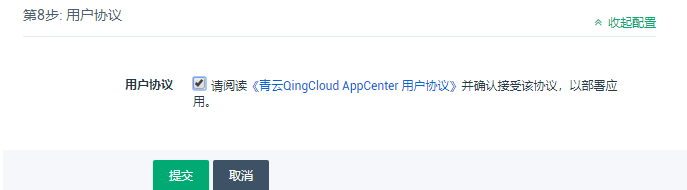 第8步: 用户协议
收起配置
用户协议
请阅读《青云QingCloud AppCenter 用户协议》并确认接受该协议，以部署应
用。
提交
取消